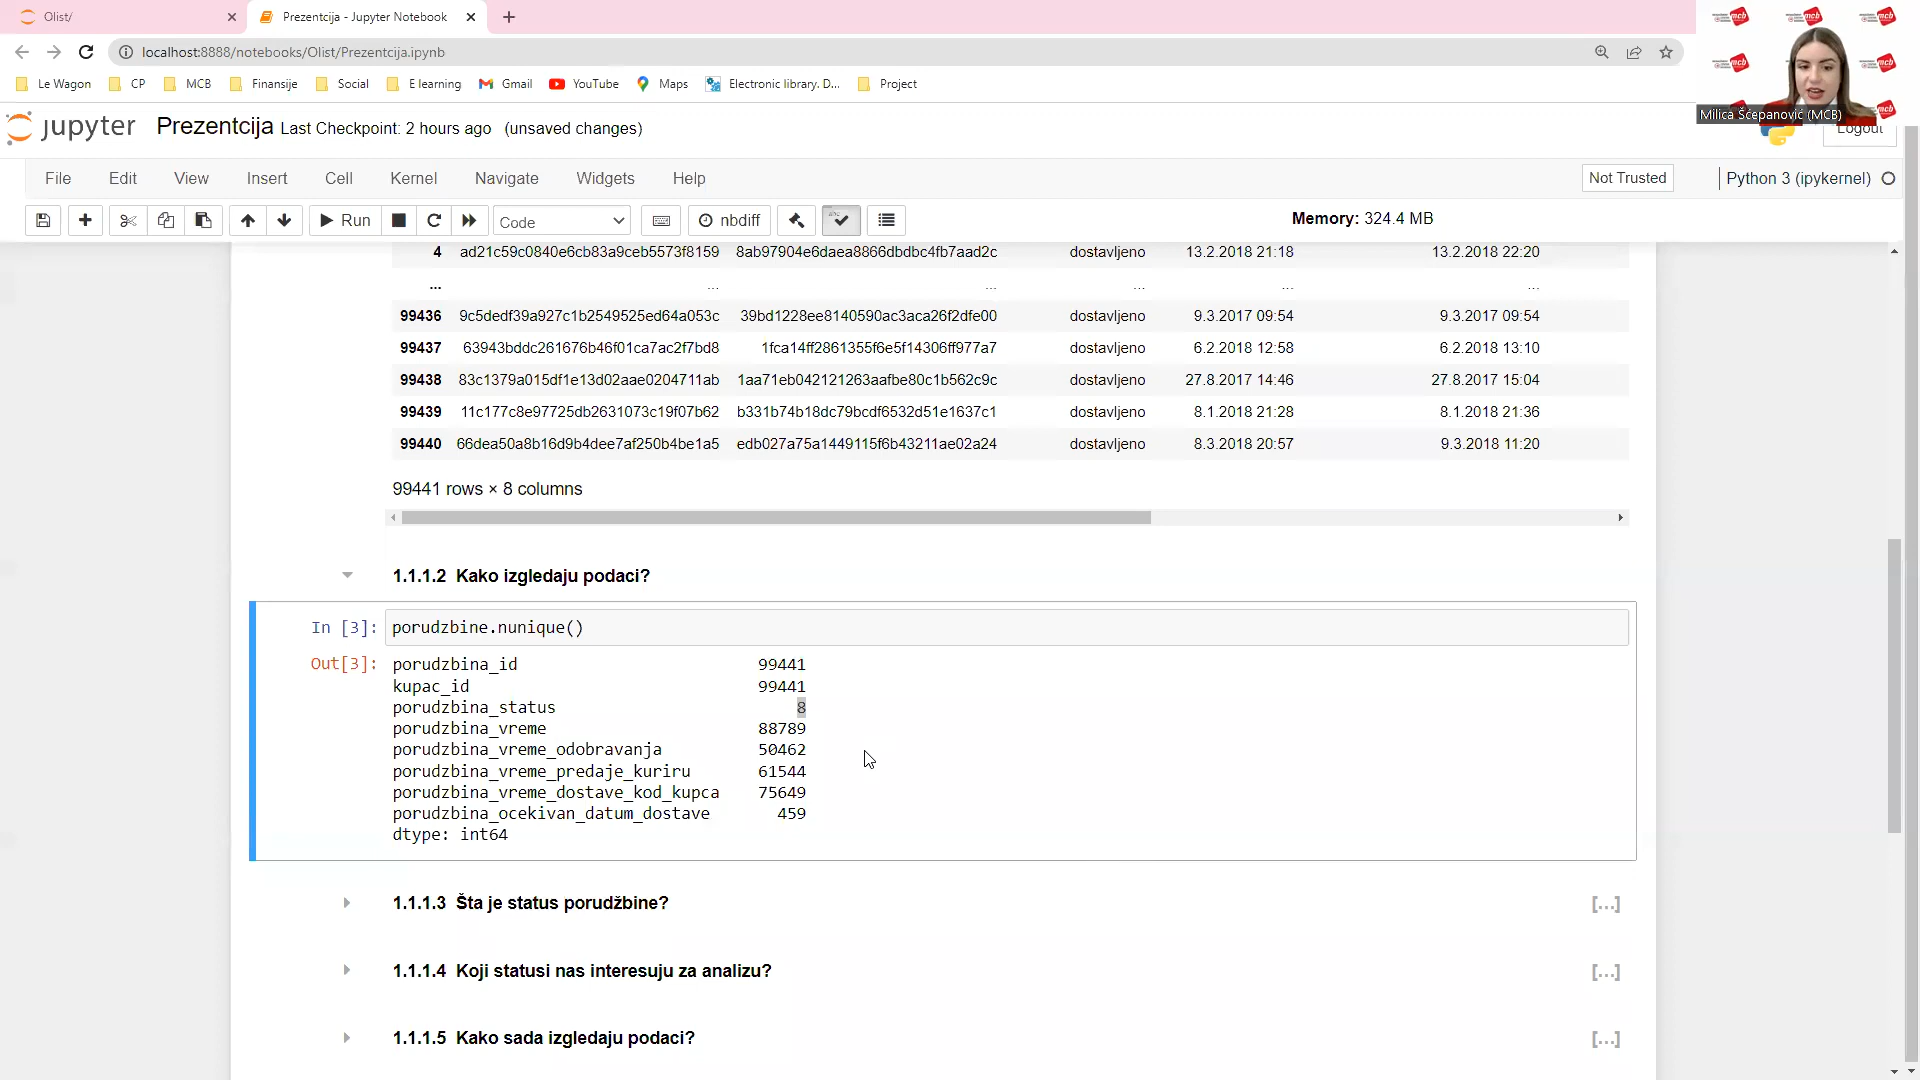 Olist/
Prezentcija - Jupyter Notebook
localhost:8888/notebooks/Olist/Prezentcija.ipynb
Le Wagon CP MCB Finansije Social E learning Gmail YouTube Maps Electronic library. D... Project
mcb mcb mcb
mcb mcb
Milica Šćepanović (MCB)
jupyter Prezentcija Last Checkpoint: 2 hours ago (unsaved changes) Logout
File Edit View Insert Cell Kernel Navigate Widgets Help Not Trusted Python 3 (ipykernel)
Run Code nbdiff Memory: 324.4 MB
4 ad21c59c0840e6cb83a9ceb5573f8159 8ab97904e6daea8866dbdbc4fb7aad2c dostavljeno 13.2.2018 21:18 13.2.2018 22:20
... ... ... ... ... ...
99436 9c5dedf39a927c1b2549525ed64a053c 39bd1228ee8140590ac3aca26f2dfe00 dostavljeno 9.3.2017 09:54 9.3.2017 09:54
99437 63943bddc261676b46f01ca7ac2f7bd8 1fca14ff2861355f6e5f14306ff977a7 dostavljeno 6.2.2018 12:58 6.2.2018 13:10
99438 83c1379a015df1e13d02aae0204711ab 1aa71eb042121263aafbe80c1b562c9c dostavljeno 27.8.2017 14:46 27.8.2017 15:04
99439 11c177c8e97725db2631073c19f07b62 b331b74b18dc79bcdf6532d51e1637c1 dostavljeno 8.1.2018 21:28 8.1.2018 21:36
99440 66dea50a8b16d9b4dee7af250b4be1a5 edb027a75a1449115f6b43211ae02a24 dostavljeno 8.3.2018 20:57 9.3.2018 11:20
99441 rows × 8 columns
1.1.1.2 Kako izgledaju podaci?
In [3]: porudzbine.nunique()
Out[3]: porudzbina_id 99441
kupac_id 99441
porudzbina_status 8
porudzbina_vreme 88789
porudzbina_vreme_odobravanja 50462
porudzbina_vreme_predaje_kuriru 61544
porudzbina_vreme_dostave_kod_kupca 75649
porudzbina_ocekivan_datum_dostave 459
dtype: int64
1.1.1.3 Šta je status porudžbine? [...]
1.1.1.4 Koji statusi nas interesuju za analizu? [...]
1.1.1.5 Kako sada izgledaju podaci? [...]